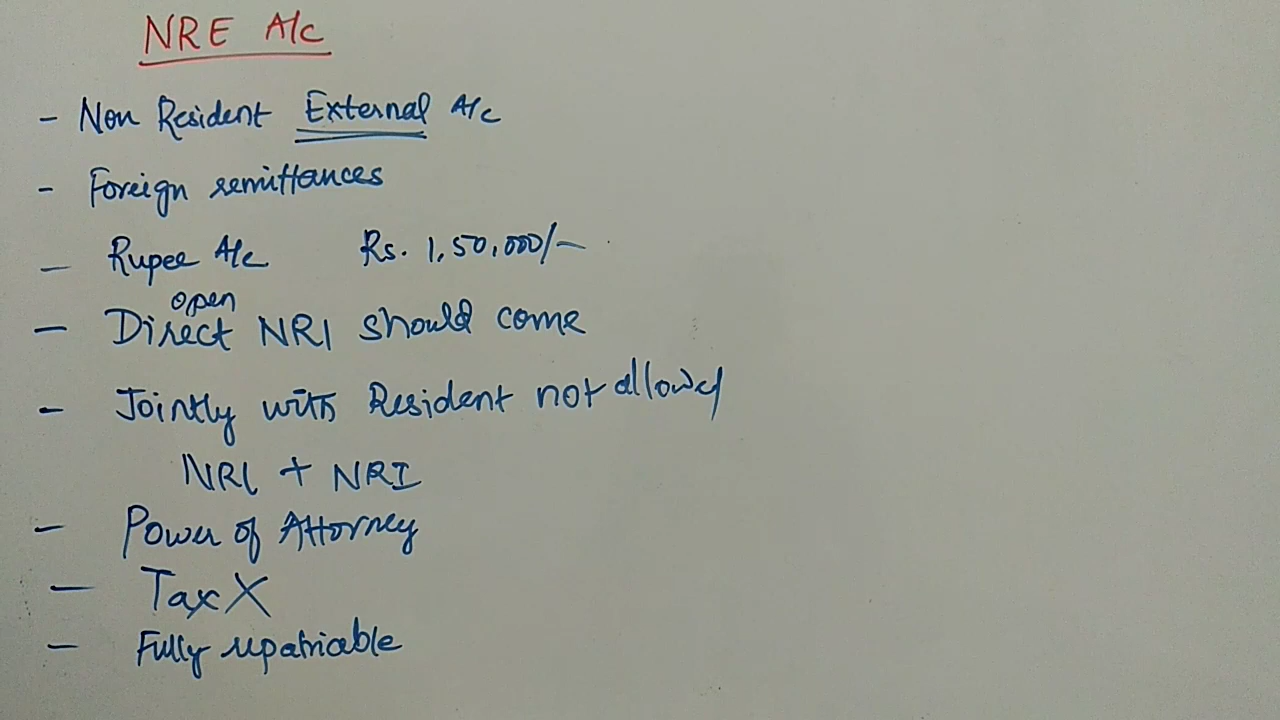 NRE A/c
- Non Resident External A/c
- Foreign remittances
- Rupee A/c Rs. 1,50,000/-
open
- Direct NRI should come
- Jointly with Resident not allowed
NRI + NRI
- Power of Attorney
- Tax X
- Fully repatriable